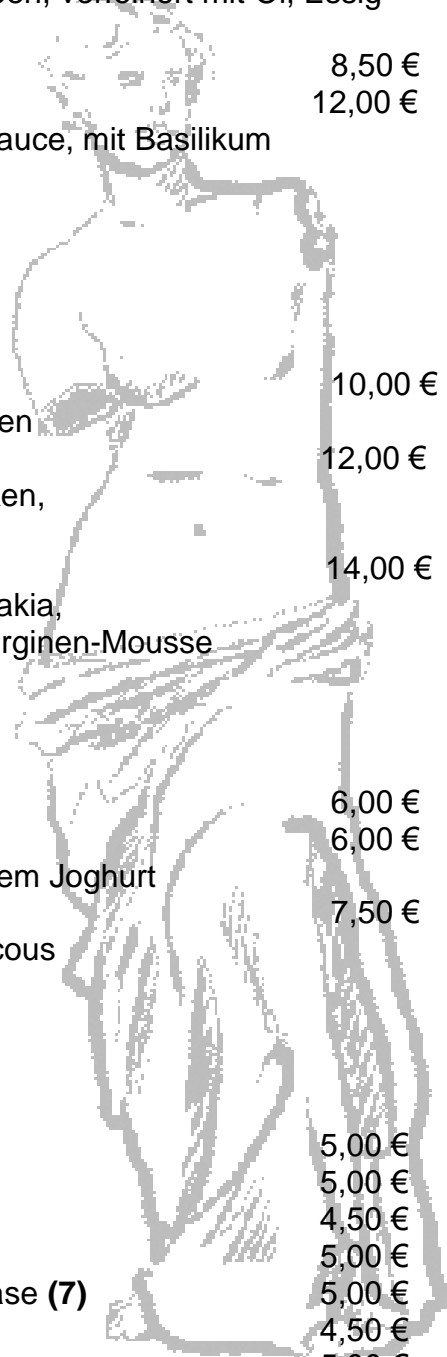 verfeinert mit Öl, Essig
8,50 €
12,00 €
auce, mit Basilikum
10,00 €
en
12,00 €
en,
14,00 €
akia,
rginen-Mousse
6,00 €
6,00 €
em Joghurt
7,50 €
cous
5,00 €
5,00 €
4,50 €
5,00 €
ase (7)
5,00 €
4,50 €